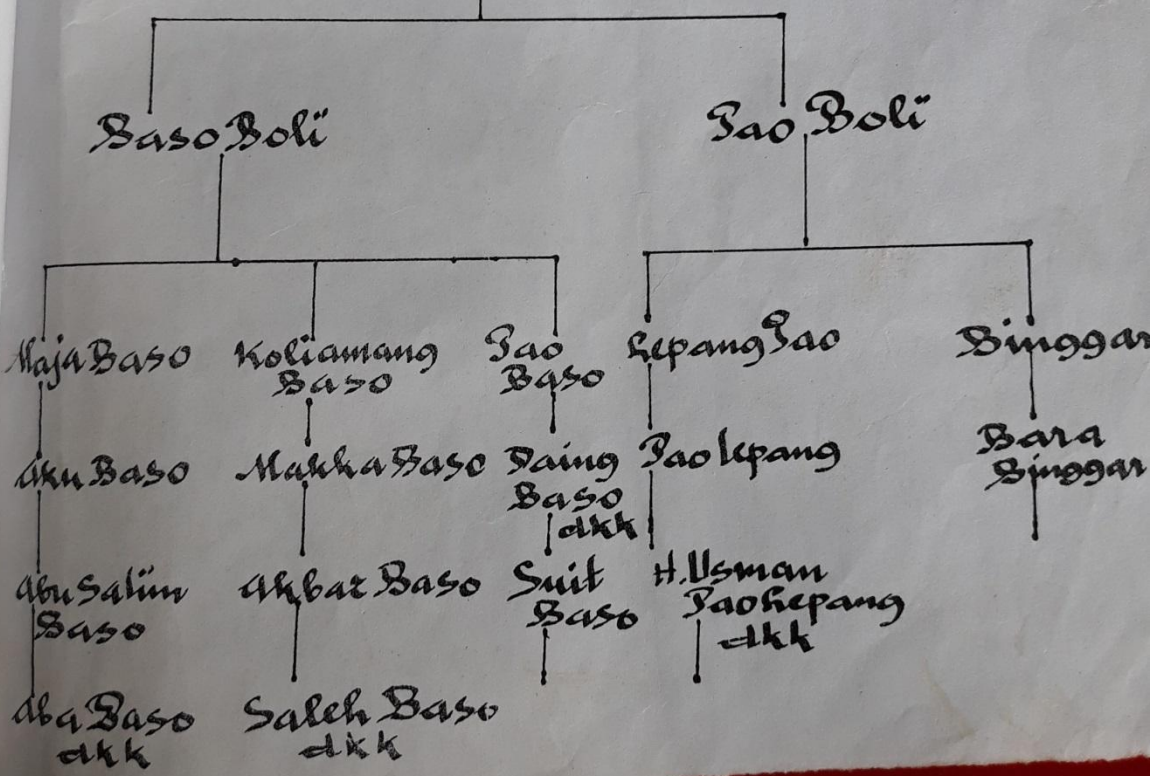 Baso Boli
Pao Boli
Maja Baso
Koliamang
Baso
Pao
Baso
Lepang Pao
Binggar
Aku Baso
Makka Baso
Daing
Baso
dkk
Pao Lepang
Bara
Binggar
Abu Salim
Baso
Akbar Baso
Suit
Baso
H. Usman
Pao Lepang
dkk
Aba Baso
dkk
Saleh Baso
dkk